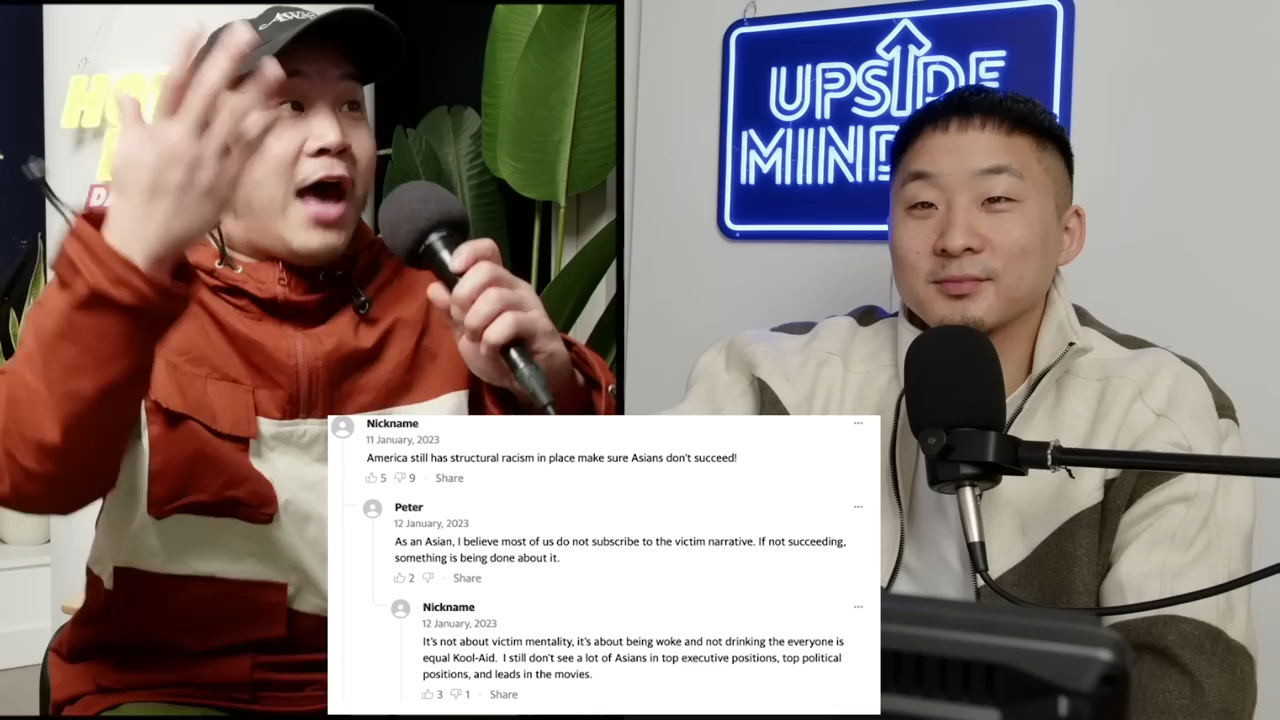 UPSIDE
MIND
Nickname
11 January, 2023
America still has structural racism in place make sure Asians don't succeed!
5 9 · Share
Peter
12 January, 2023
As an Asian, I believe most of us do not subscribe to the victim narrative. If not succeeding,
something is being done about it.
2 · Share
Nickname
12 January, 2023
It's not about victim mentality, it's about being woke and not drinking the everyone is
equal Kool-Aid. I still don't see a lot of Asians in top executive positions, top political
positions, and leads in the movies.
3 1 · Share